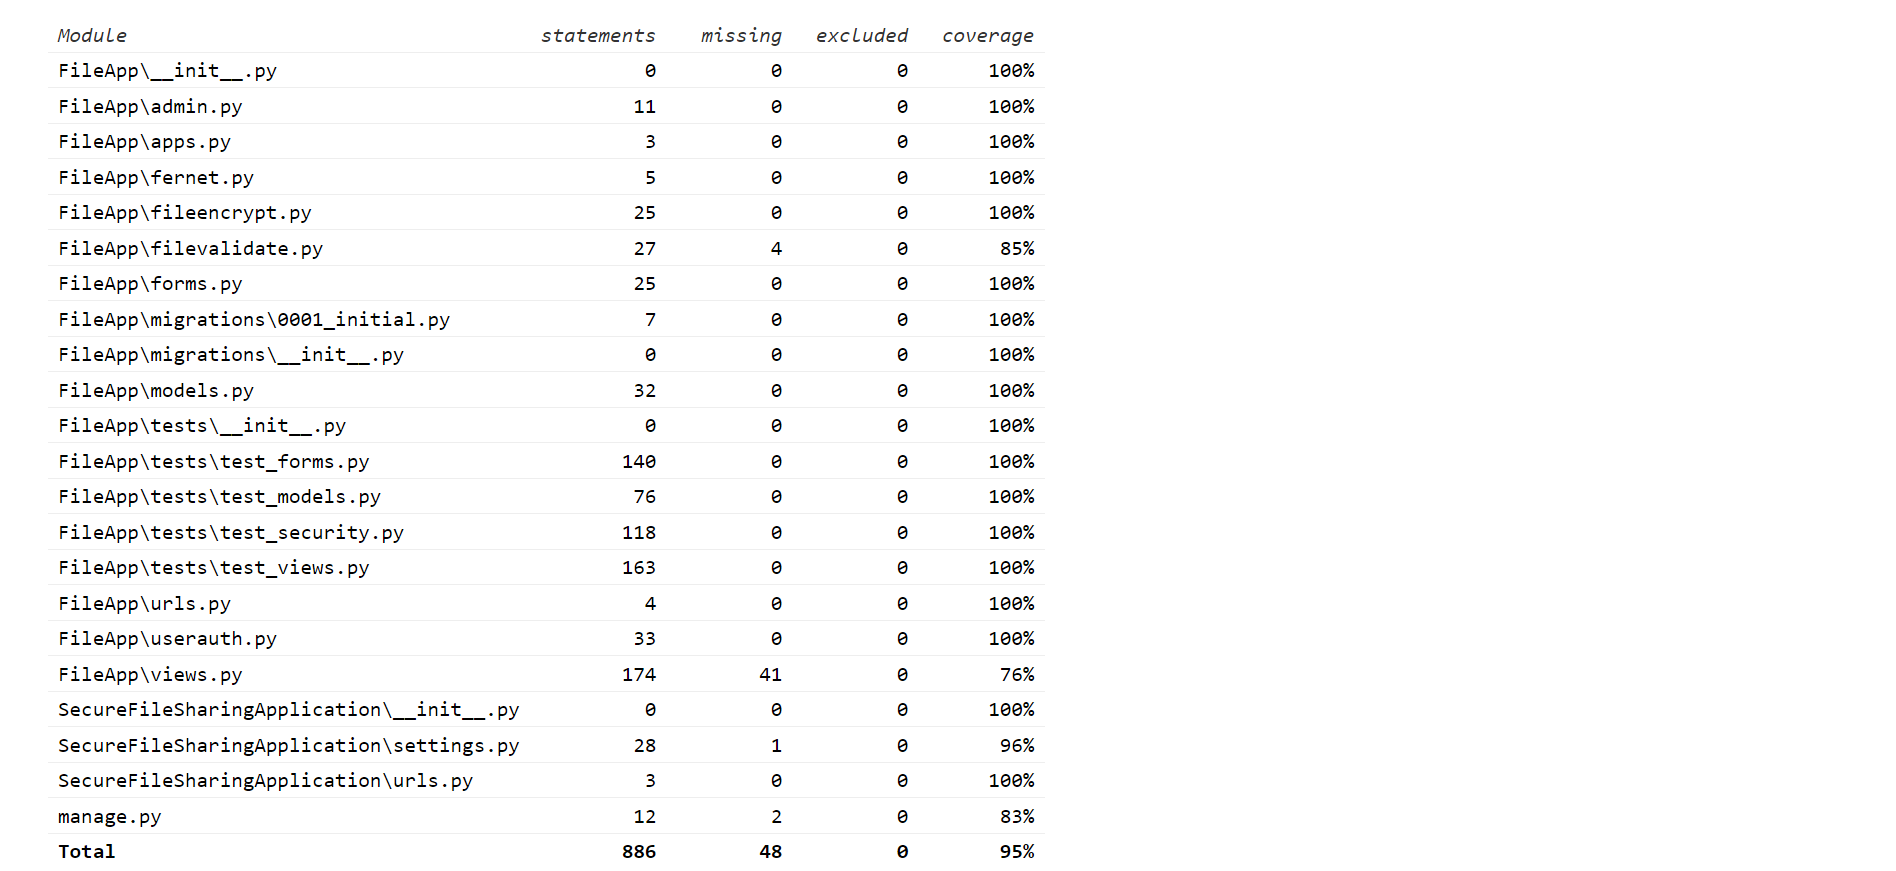 Module statements missing excluded coverage
FileApp\__init__.py 0 0 0 100%
FileApp\admin.py 11 0 0 100%
FileApp\apps.py 3 0 0 100%
FileApp\fernet.py 5 0 0 100%
FileApp\fileencrypt.py 25 0 0 100%
FileApp\filevalidate.py 27 4 0 85%
FileApp\forms.py 25 0 0 100%
FileApp\migrations\0001_initial.py 7 0 0 100%
FileApp\migrations\__init__.py 0 0 0 100%
FileApp\models.py 32 0 0 100%
FileApp\tests\__init__.py 0 0 0 100%
FileApp\tests\test_forms.py 140 0 0 100%
FileApp\tests\test_models.py 76 0 0 100%
FileApp\tests\test_security.py 118 0 0 100%
FileApp\tests\test_views.py 163 0 0 100%
FileApp\urls.py 4 0 0 100%
FileApp\userauth.py 33 0 0 100%
FileApp\views.py 174 41 0 76%
SecureFileSharingApplication\__init__.py 0 0 0 100%
SecureFileSharingApplication\settings.py 28 1 0 96%
SecureFileSharingApplication\urls.py 3 0 0 100%
manage.py 12 2 0 83%
Total 886 48 0 95%